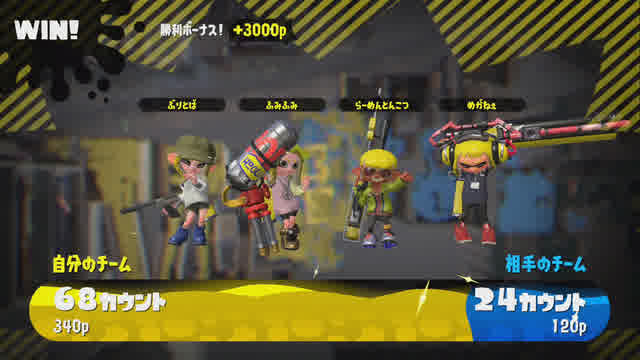 WIN!
勝利ボーナス! +3000p
ぷりとば ふみふみ らーめんとんこつ めがねぇ
自分のチーム 相手のチーム
68カウント 24カウント
340p 120p